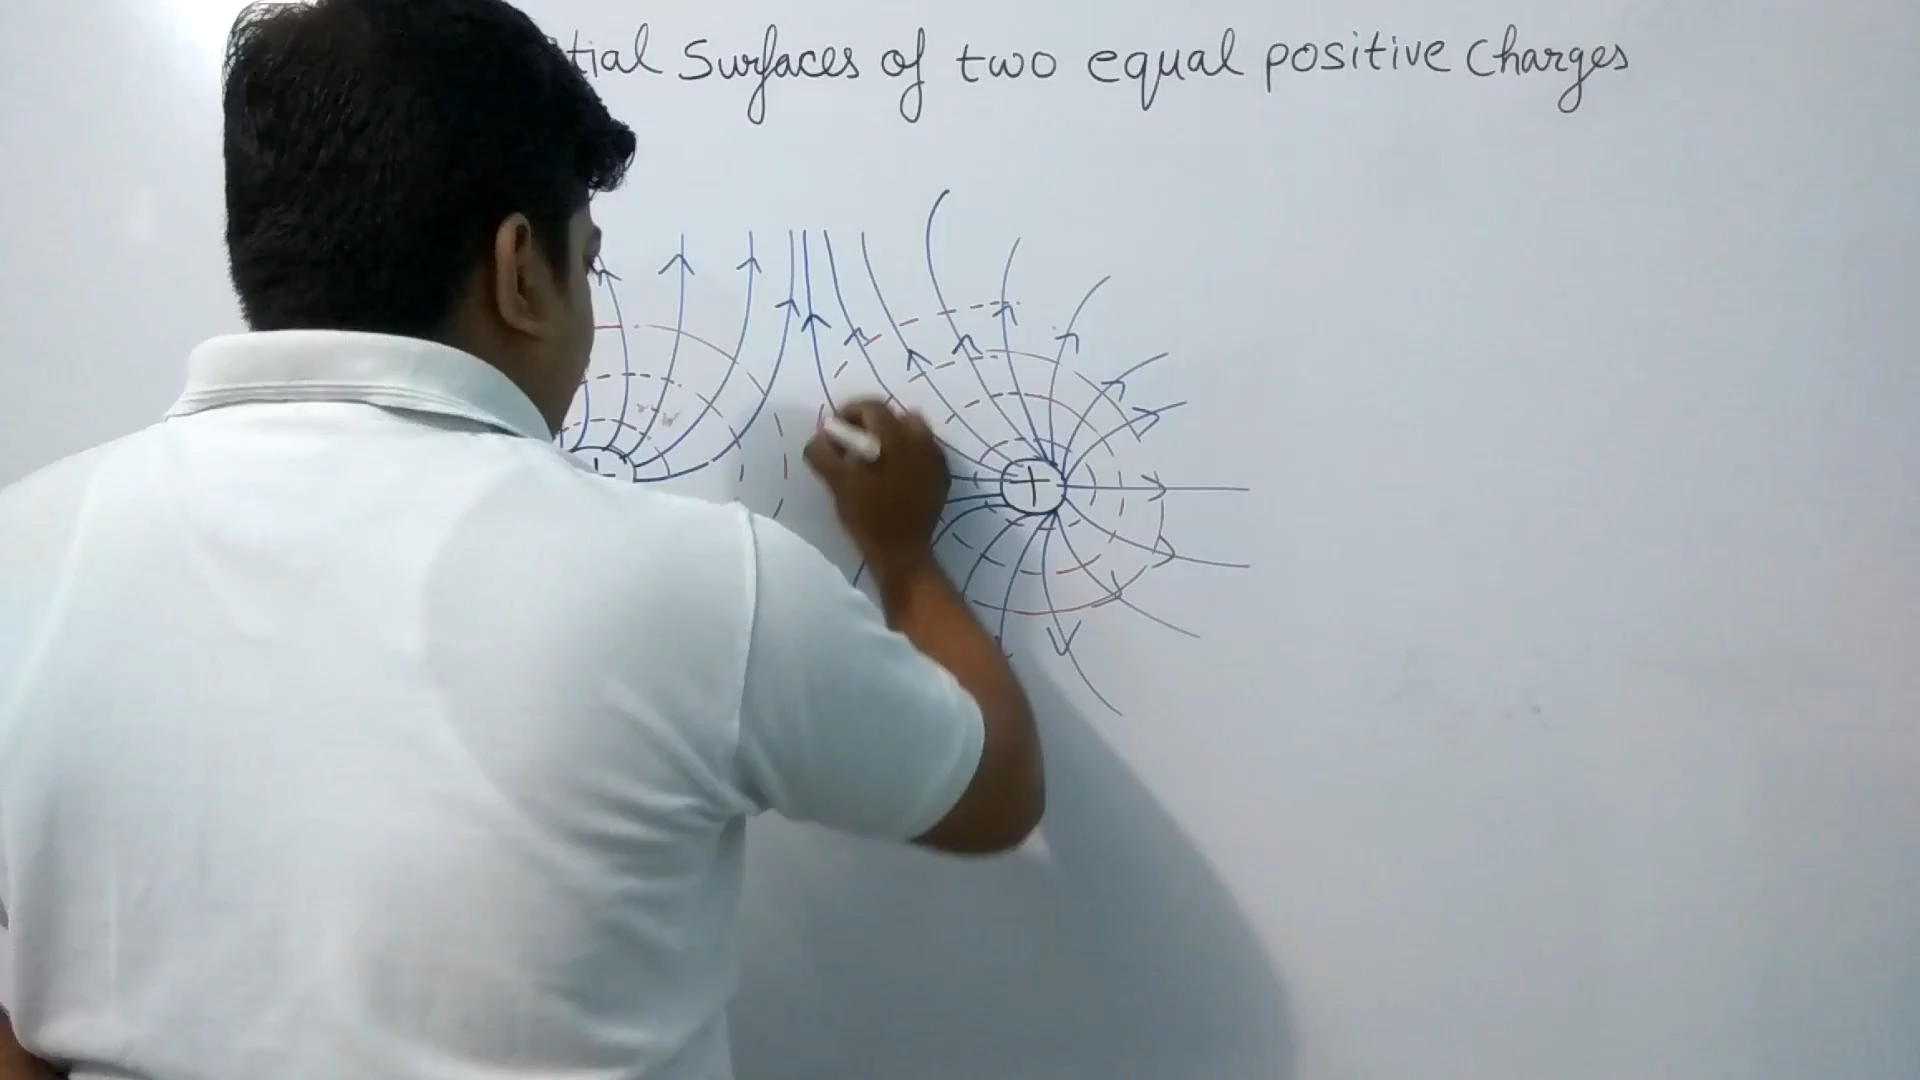 tial Surfaces of two equal positive Charges
+ +